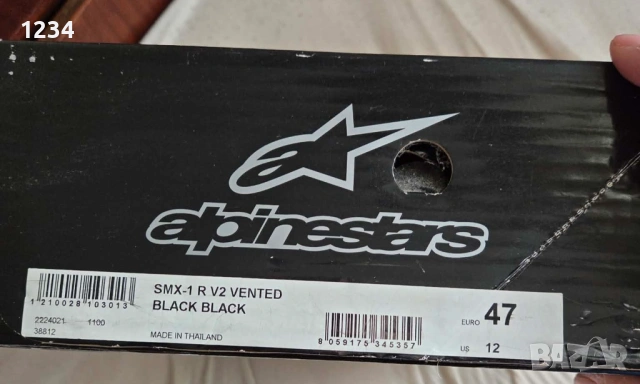 1234
alpinestars
SMX-1 R V2 VENTED
BLACK BLACK
1 210028 103013
2224021 1100
38812
MADE IN THAILAND
8 059175 345357
EURO 47
US 12
BAZAR